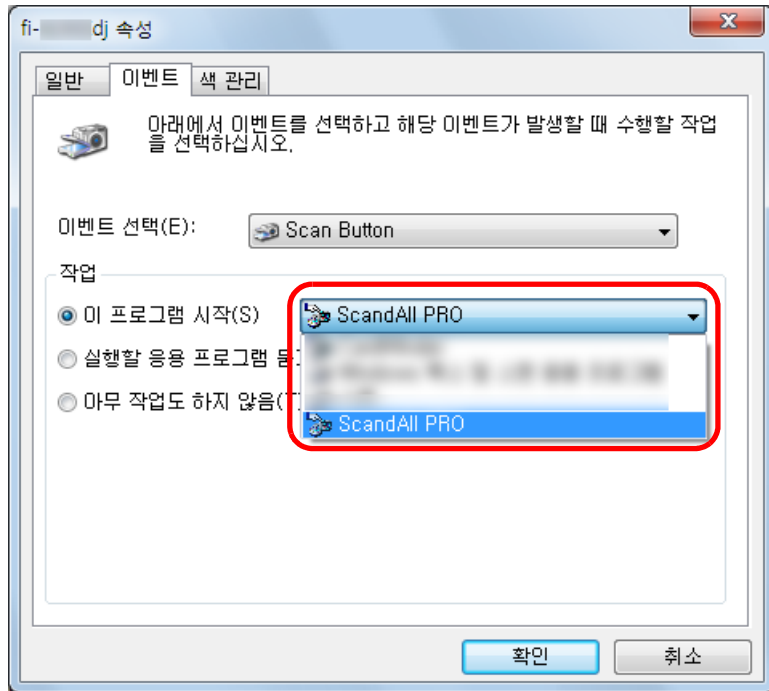 fi- dj 속성
일반 이벤트 색 관리
아래에서 이벤트를 선택하고 해당 이벤트가 발생할 때 수행할 작업
을 선택하십시오.
이벤트 선택(E): Scan Button
작업
이 프로그램 시작(S) ScandAll PRO
실행할 응용 프로그램
아무 작업도 하지 않음(T)
ScandAll PRO
확인 취소